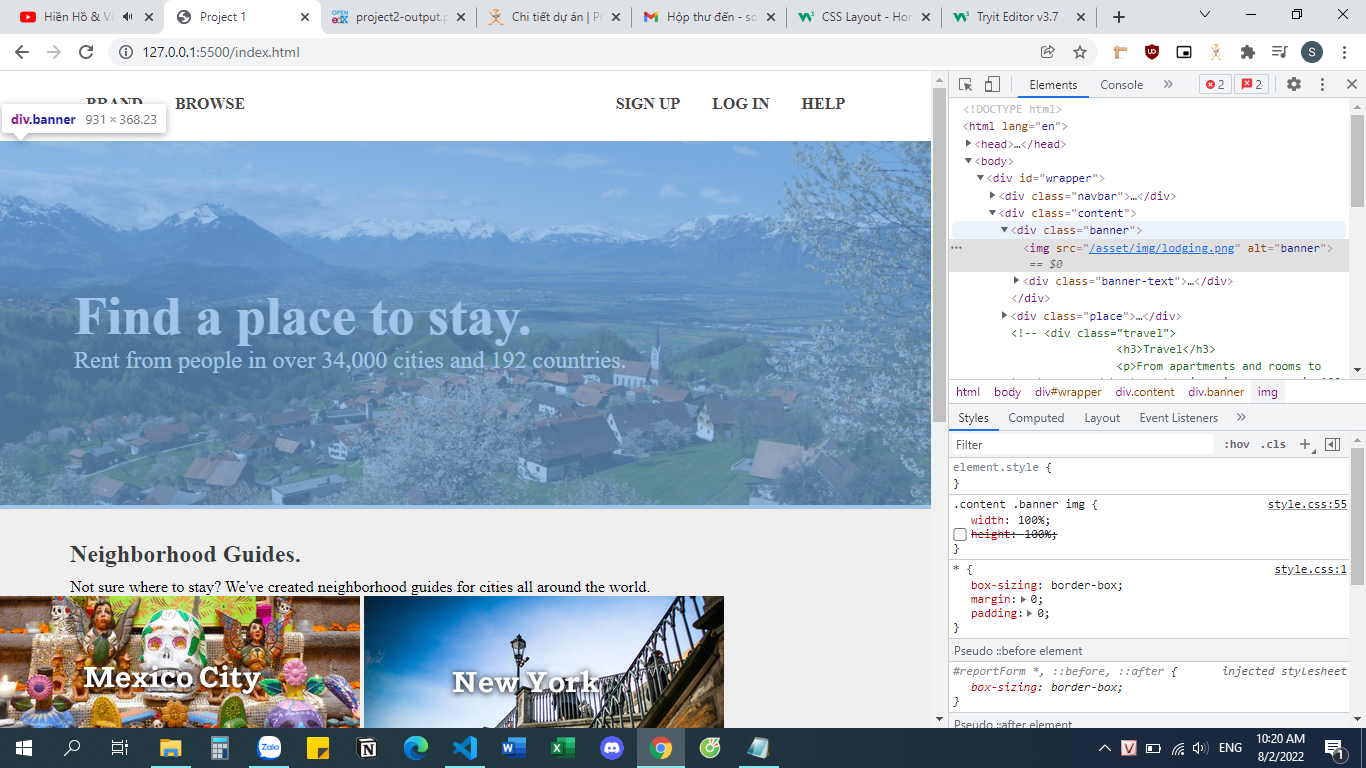 Hiền Hồ & V
Project 1
project2-output.p
Chi tiết dự án | P
Hộp thư đến - so
CSS Layout - Hor
Tryit Editor v3.7
127.0.0.1:5500/index.html
S
BRAND BROWSE SIGN UP LOG IN HELP
div.banner 931 × 368.23
Find a place to stay.
Rent from people in over 34,000 cities and 192 countries.
Neighborhood Guides.
Not sure where to stay? We've created neighborhood guides for cities all around the world.
Mexico City
New York
Elements Console 2 2
<!DOCTYPE html>
<html lang="en">
<head>…</head>
<body>
<div id="wrapper">
<div class="navbar">…</div>
<div class="content">
<div class="banner">
<img src="/asset/img/lodging.png" alt="banner">
== $0
<div class="banner-text">…</div>
</div>
<div class="place">…</div>
<!-- <div class="travel">
<h3>Travel</h3>
<p>From apartments and rooms to
html body div#wrapper div.content div.banner img
Styles Computed Layout Event Listeners
Filter :hov .cls
element.style {
}
.content .banner img { style.css:55
width: 100%;
height: 100%;
}
* { style.css:1
box-sizing: border-box;
margin: 0;
padding: 0;
}
Pseudo ::before element
#reportForm *, ::before, ::after { injected stylesheet
box-sizing: border-box;
}
Pseudo ::after element
Zalo
ENG
10:20 AM
8/2/2022
1